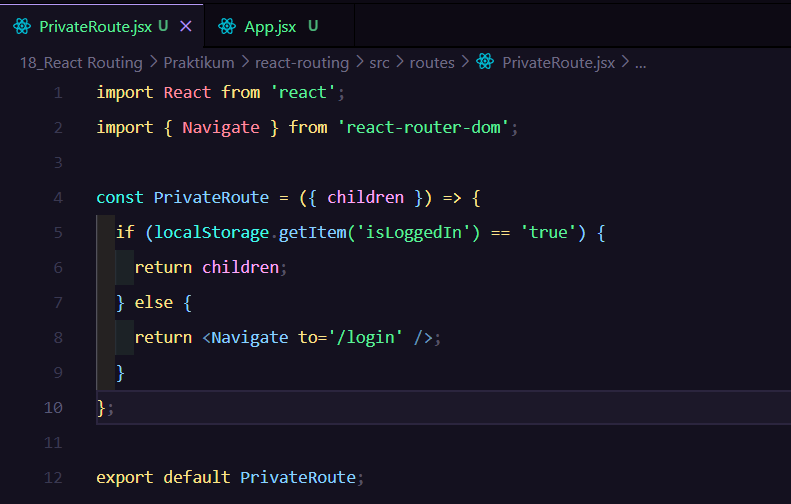 PrivateRoute.jsx U × App.jsx U
18_React Routing > Praktikum > react-routing > src > routes > PrivateRoute.jsx > ...
1 import React from 'react';
2 import { Navigate } from 'react-router-dom';
3
4 const PrivateRoute = ({ children }) => {
5 if (localStorage.getItem('isLoggedIn') == 'true') {
6 return children;
7 } else {
8 return <Navigate to='/login' />;
9 }
10 };
11
12 export default PrivateRoute;